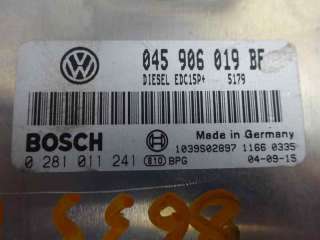 045 906 019 BF
DIESEL EDC15P+ 5179
BOSCH
Made in Germany
1039S02897 1166 0335
0 281 011 241 810 BPG 04-09-15